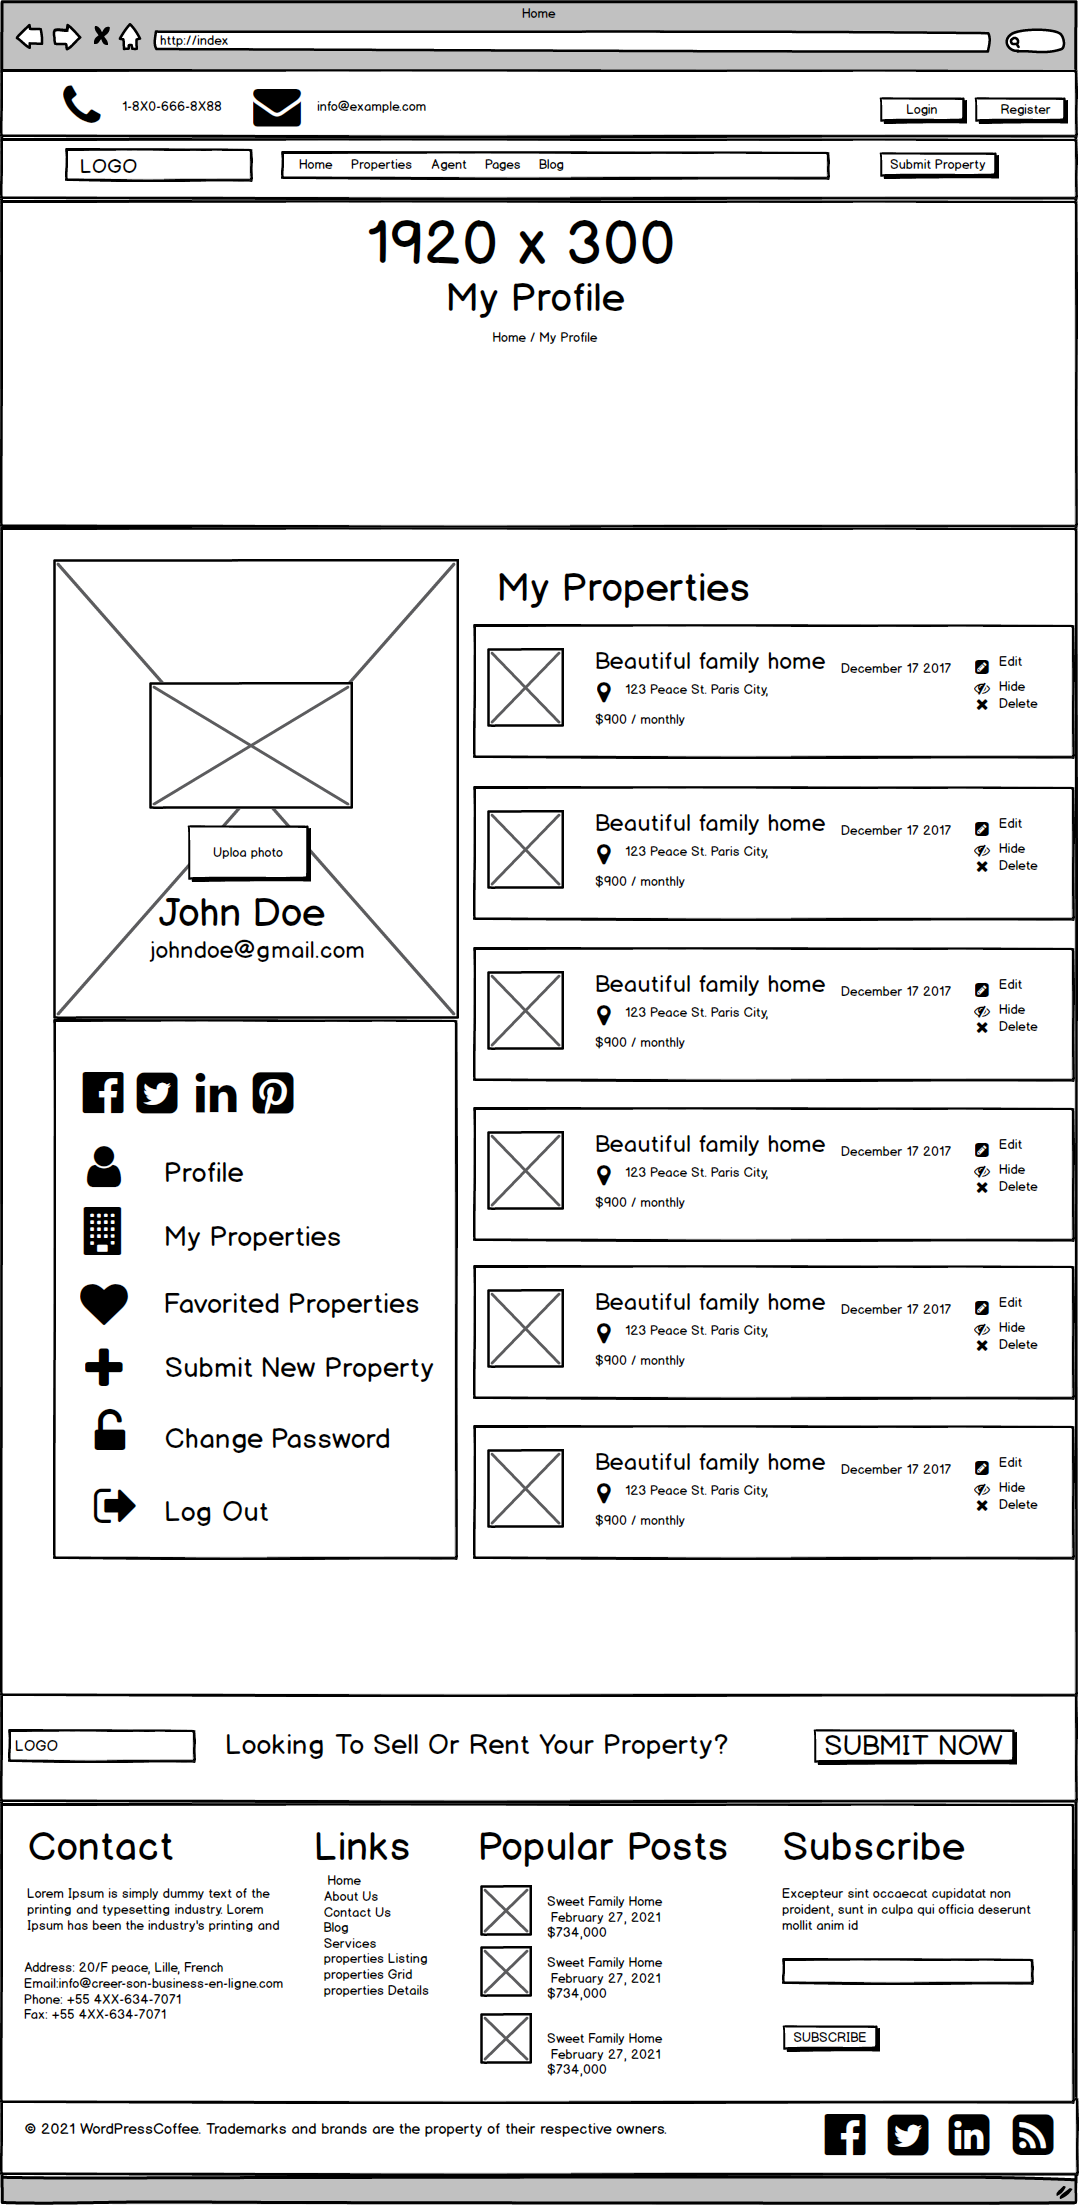 Home
http://index
1-8X0-666-8X88
info@example.com
Login
Register
LOGO
Home Properties Agent Pages Blog
Submit Property
1920 x 300
My Profile
Home / My Profile
Uploa photo
John Doe
johndoe@gmail.com
Profile
My Properties
Favorited Properties
Submit New Property
Change Password
Log Out
My Properties
Beautiful family home
123 Peace St. Paris City,
$900 / monthly
December 17 2017
Edit
Hide
Delete
Beautiful family home
123 Peace St. Paris City,
$900 / monthly
December 17 2017
Edit
Hide
Delete
Beautiful family home
123 Peace St. Paris City,
$900 / monthly
December 17 2017
Edit
Hide
Delete
Beautiful family home
123 Peace St. Paris City,
$900 / monthly
December 17 2017
Edit
Hide
Delete
Beautiful family home
123 Peace St. Paris City,
$900 / monthly
December 17 2017
Edit
Hide
Delete
Beautiful family home
123 Peace St. Paris City,
$900 / monthly
December 17 2017
Edit
Hide
Delete
LOGO
Looking To Sell Or Rent Your Property?
SUBMIT NOW
Contact
Lorem Ipsum is simply dummy text of the
printing and typesetting industry. Lorem
Ipsum has been the industry's printing and
Address: 20/F peace, Lille, French
Email:info@creer-son-business-en-ligne.com
Phone: +55 4XX-634-7071
Fax: +55 4XX-634-7071
Links
Home
About Us
Contact Us
Blog
Services
properties Listing
properties Grid
properties Details
Popular Posts
Sweet Family Home
February 27, 2021
$734,000
Sweet Family Home
February 27, 2021
$734,000
Sweet Family Home
February 27, 2021
$734,000
Subscribe
Excepteur sint occaecat cupidatat non
proident, sunt in culpa qui officia deserunt
mollit anim id
SUBSCRIBE
© 2021 WordPressCoffee. Trademarks and brands are the property of their respective owners.